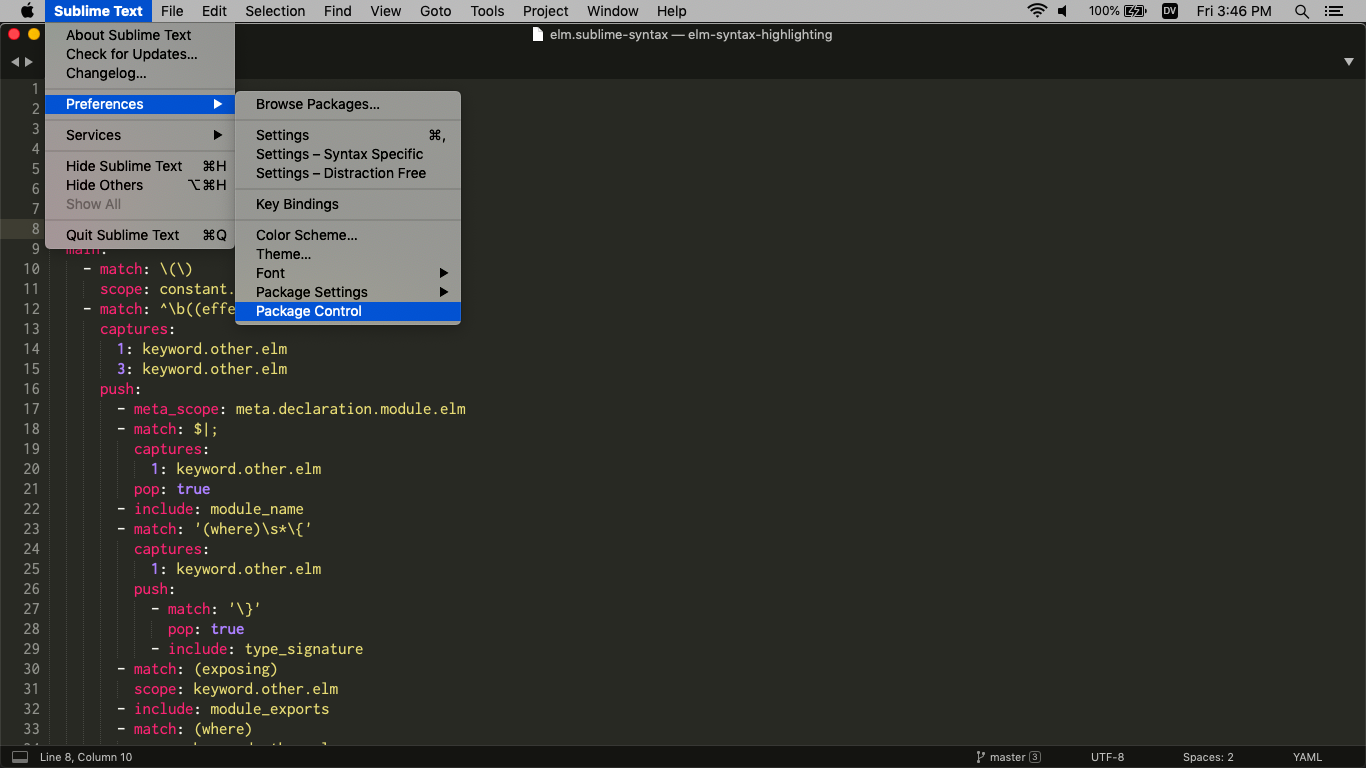 Sublime Text File Edit Selection Find View Goto Tools Project Window Help 100% DV Fri 3:46 PM
elm.sublime-syntax — elm-syntax-highlighting
About Sublime Text
Check for Updates...
Changelog...
Preferences
Services
Hide Sublime Text ⌘H
Hide Others ⌥⌘H
Show All
Quit Sublime Text ⌘Q
Browse Packages...
Settings ⌘,
Settings – Syntax Specific
Settings – Distraction Free
Key Bindings
Color Scheme...
Theme...
Font
Package Settings
Package Control
1
2
3
4
5
6
7
8
9 main:
10 - match: \(\)
11 scope: constant.
12 - match: ^\b((effe
13 captures:
14 1: keyword.other.elm
15 3: keyword.other.elm
16 push:
17 - meta_scope: meta.declaration.module.elm
18 - match: $|;
19 captures:
20 1: keyword.other.elm
21 pop: true
22 - include: module_name
23 - match: '(where)\s*\{'
24 captures:
25 1: keyword.other.elm
26 push:
27 - match: '\}'
28 pop: true
29 - include: type_signature
30 - match: (exposing)
31 scope: keyword.other.elm
32 - include: module_exports
33 - match: (where)
Line 8, Column 10 master 3 UTF-8 Spaces: 2 YAML